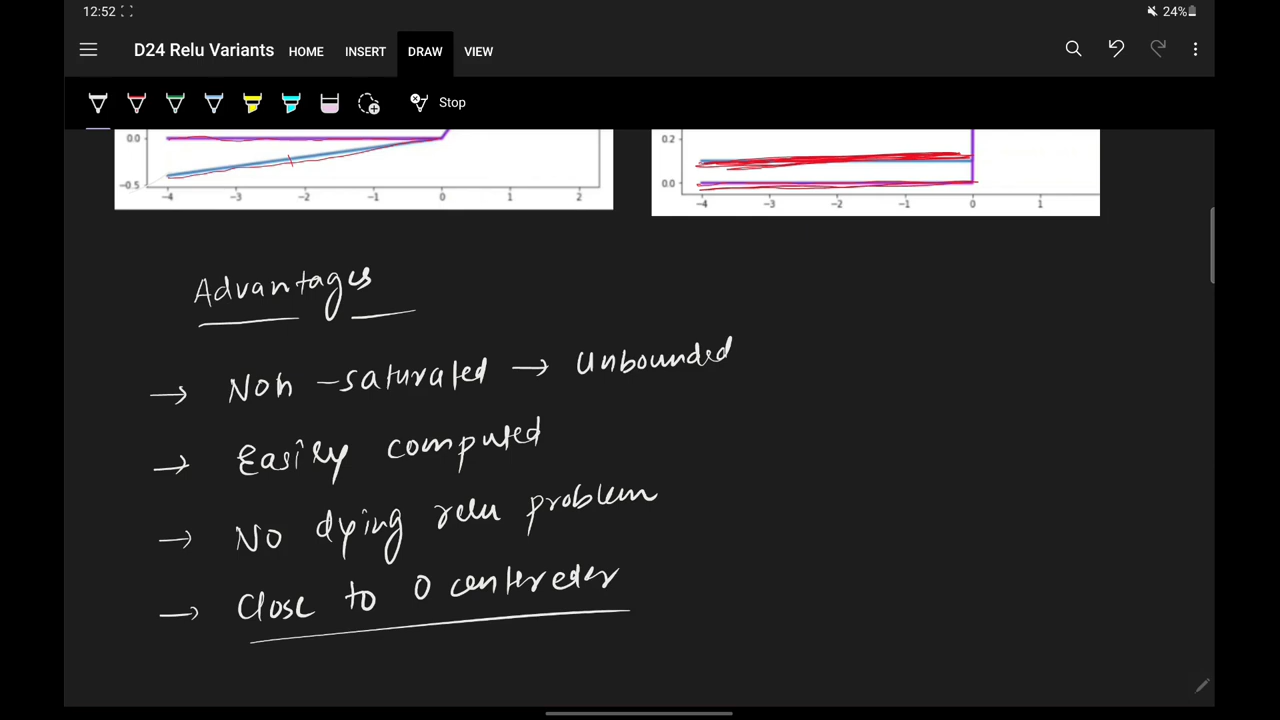 12:52
24%
D24 Relu Variants HOME INSERT DRAW VIEW
Stop
0.0
-0.5
-4 -3 -2 -1 0 1 2
0.2
0.0
-4 -3 -2 -1 0 1
Advantages
→ Non-saturated → Unbounded
→ Easily computed
→ No dying relu problem
→ Close to 0 centereder